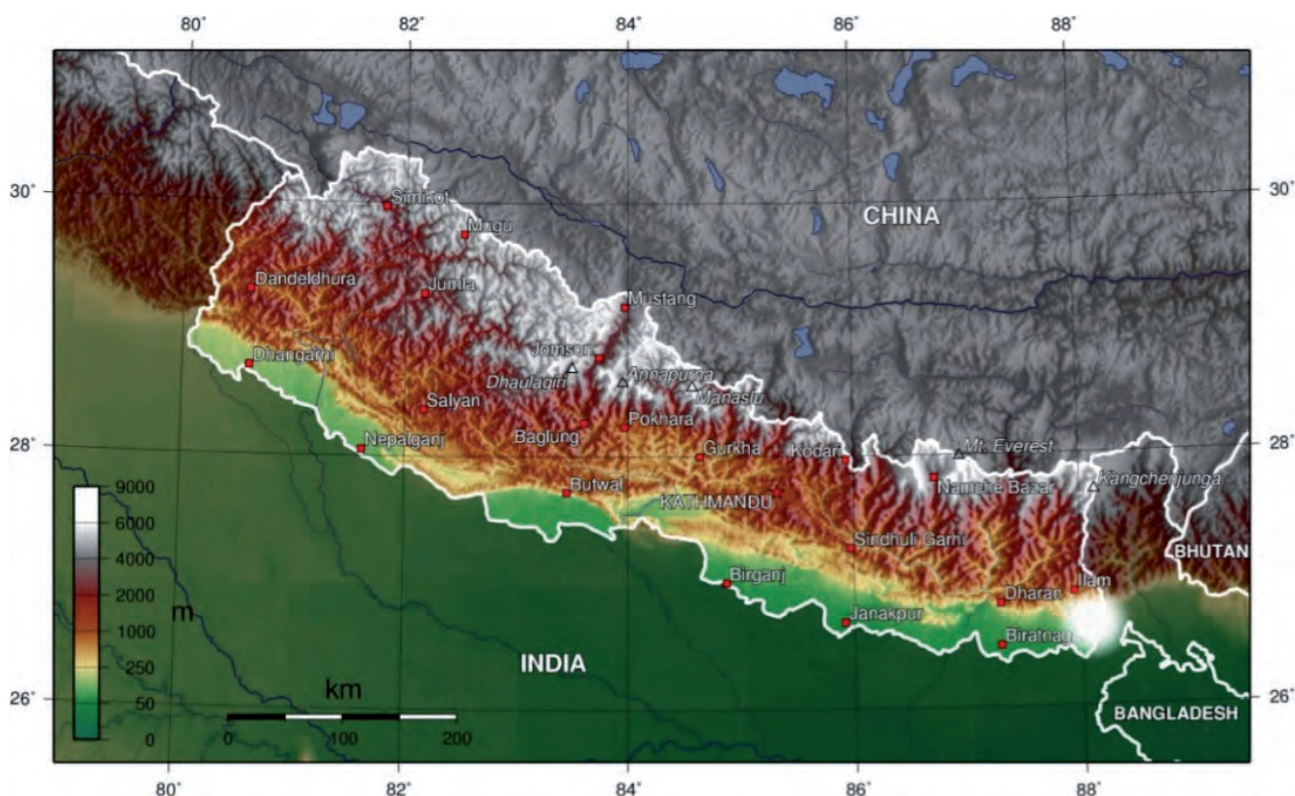 80° 82° 84° 86° 88°
30° 30°
CHINA
Simikot
Mugu
Dandeldhura
Jumla
Mustang
Dhangarhi
Jomsom
Dhaulagiri
Annapurna
Manaslu
Salyan
Baglung
Pokhara
28° 28°
Nepalganj
Gurkha
Kodari
Mt. Everest
Namche Bazar
Kangchenjunga
Butwal
KATHMANDU
Sindhuli Garhi
BHUTAN
Birganj
Dharan
Ilam
Janakpur
Biratnag
INDIA
9000
6000
4000
2000
1000
250
50
0
m
26° 26°
km
0 100 200
BANGLADESH
80° 82° 84° 86° 88°